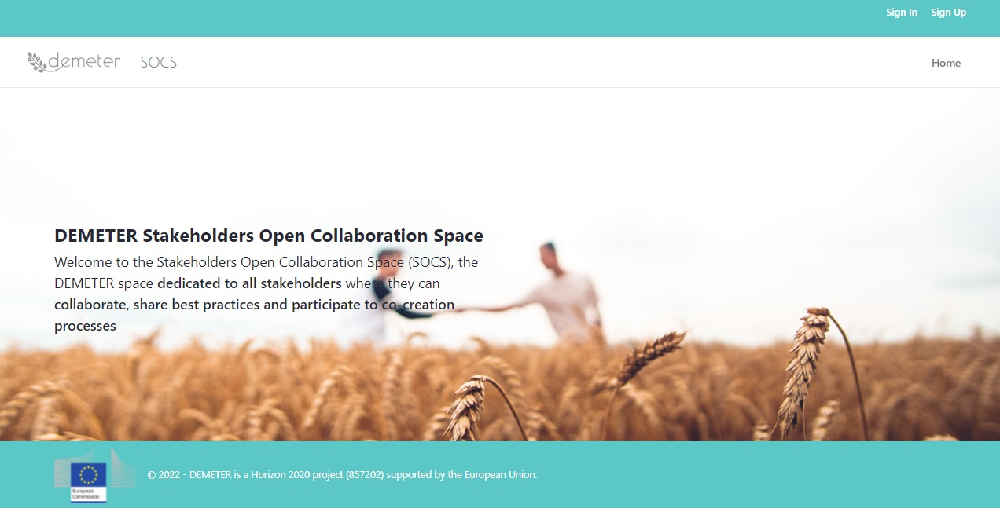 Sign In Sign Up
demeter SOCS
Home
DEMETER Stakeholders Open Collaboration Space
Welcome to the Stakeholders Open Collaboration Space (SOCS), the
DEMETER space dedicated to all stakeholders where they can
collaborate, share best practices and participate to co-creation
processes
European
Commission
© 2022 - DEMETER is a Horizon 2020 project (857202) supported by the European Union.